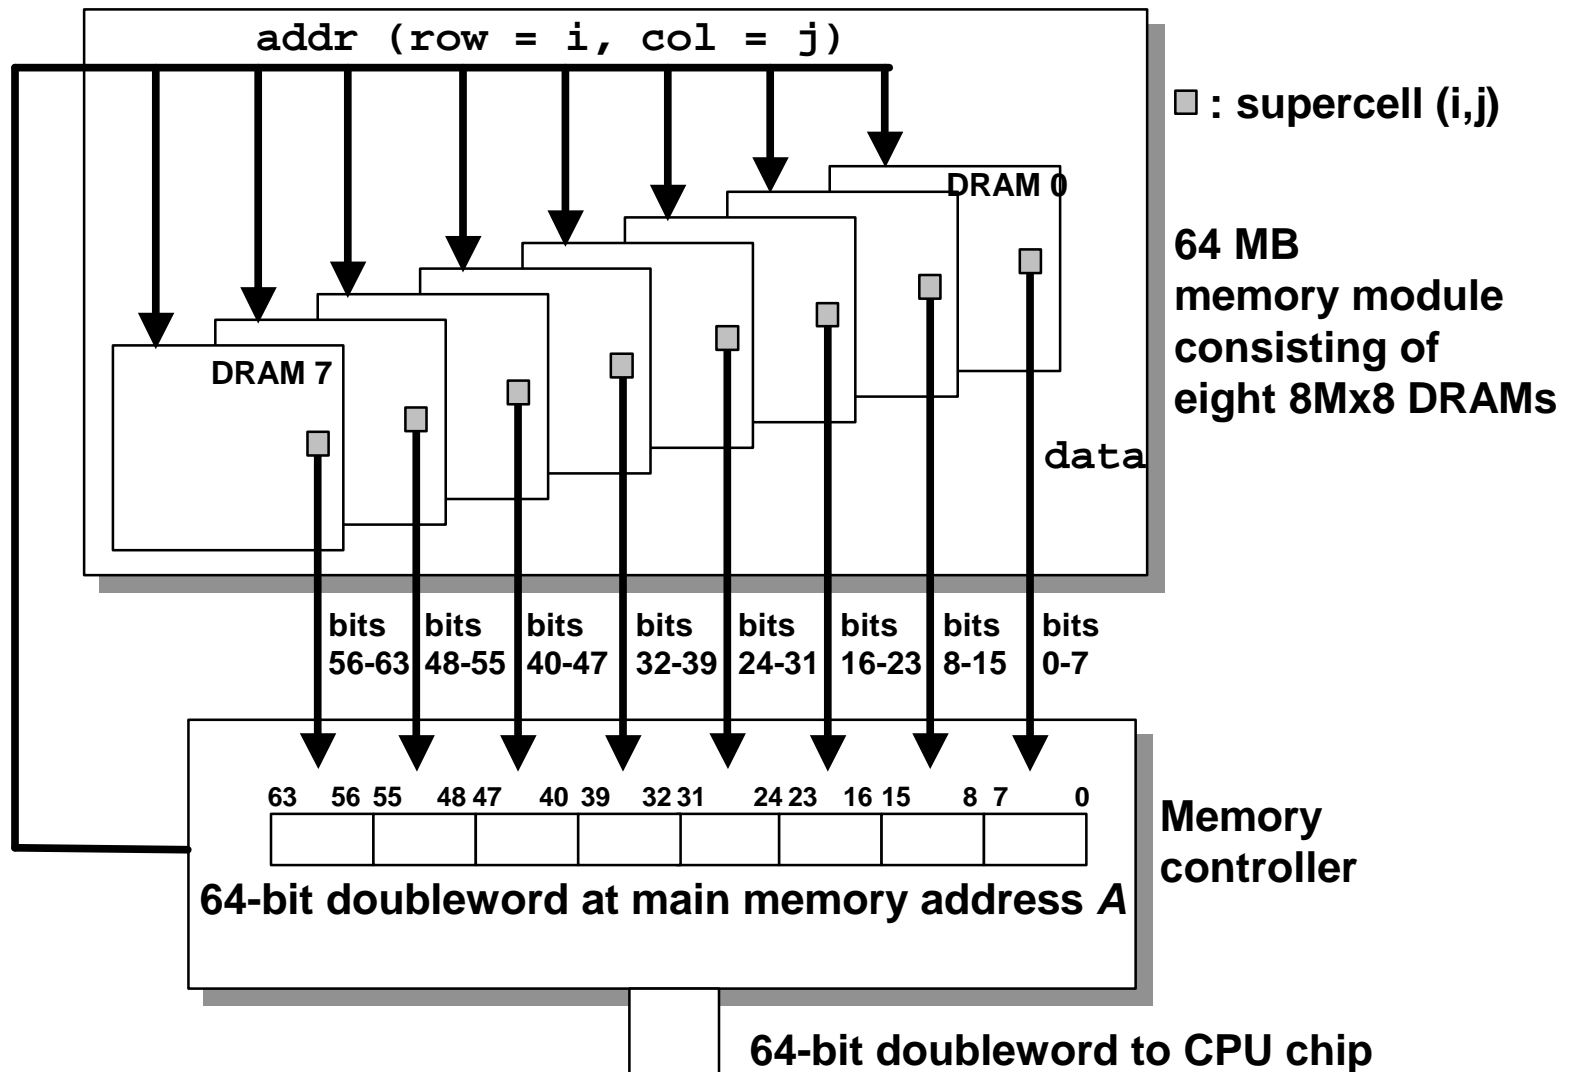 addr (row = i, col = j)
: supercell (i,j)
DRAM 0
64 MB
memory module
consisting of
eight 8Mx8 DRAMs
DRAM 7
data
bits bits bits bits bits bits bits bits
56-63 48-55 40-47 32-39 24-31 16-23 8-15 0-7
63 56 55 48 47 40 39 32 31 24 23 16 15 8 7 0
Memory
controller
64-bit doubleword at main memory address A
64-bit doubleword to CPU chip